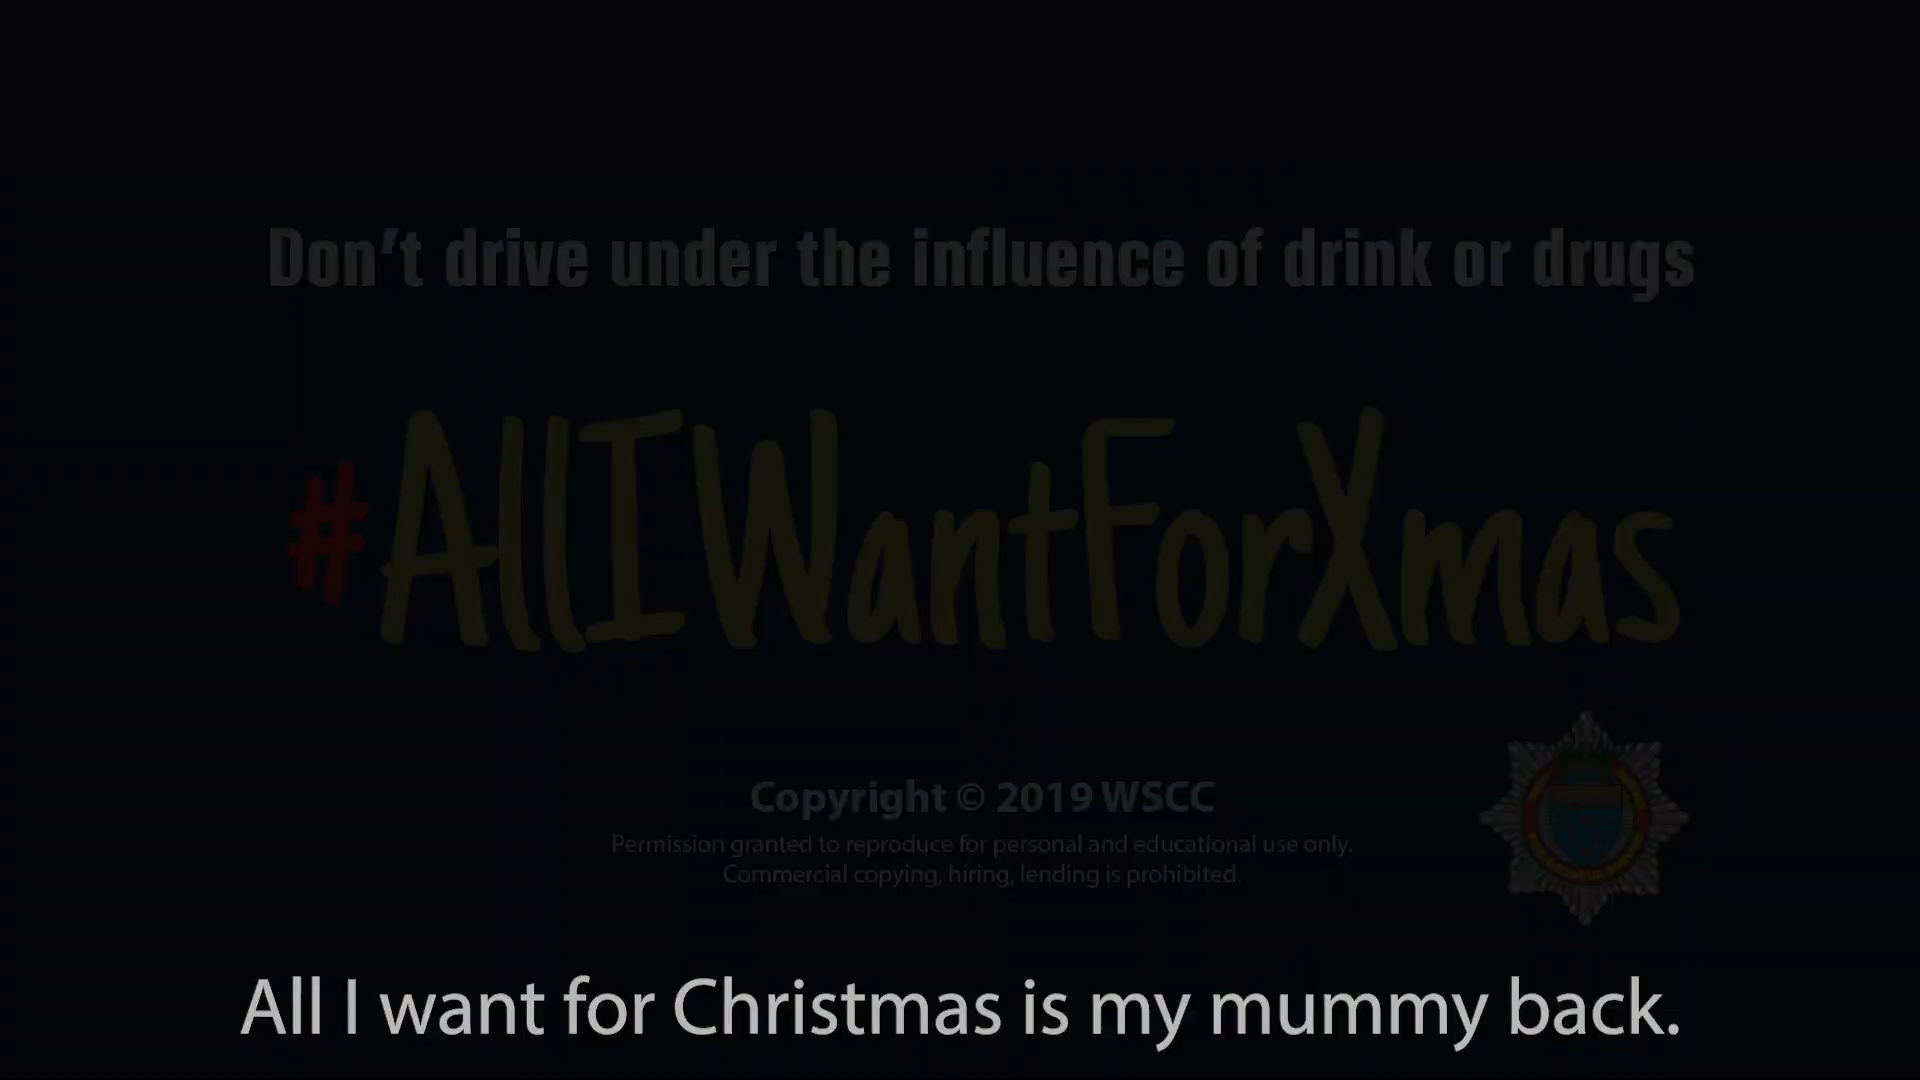 Don't drive under the influence of drink or drugs
#AllIWantForXmas
Copyright © 2019 WSCC
Permission granted to reproduce for personal and educational use only.
Commercial copying, hiring, lending is prohibited.
All I want for Christmas is my mummy back.